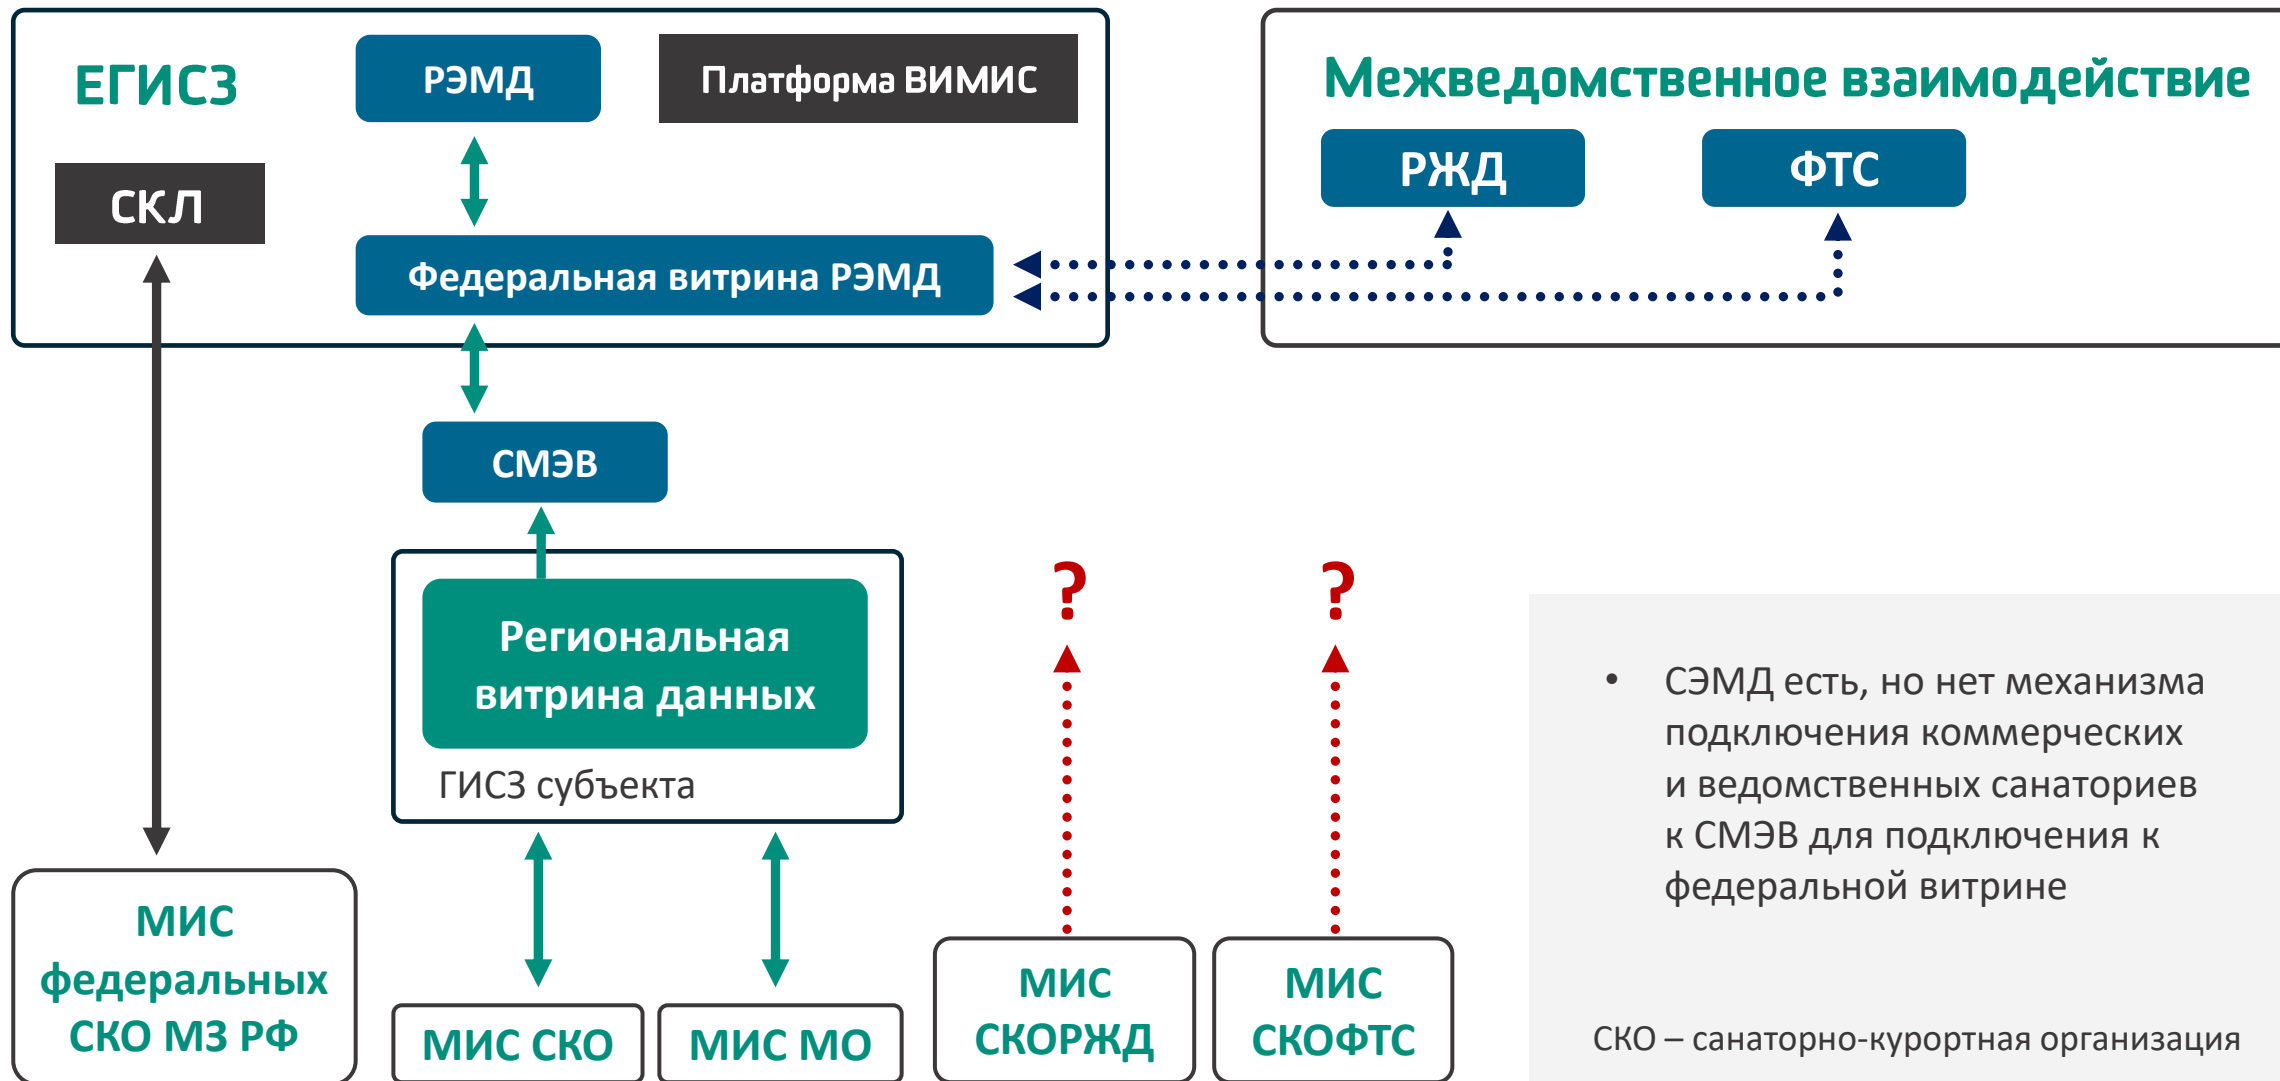 ЕГИСЗ
РЭМД
Платформа ВИМИС
СКЛ
Федеральная витрина РЭМД
Межведомственное взаимодействие
РЖД
ФТС
СМЭВ
Региональная
витрина данных
ГИСЗ субъекта
?
?
• СЭМД есть, но нет механизма
подключения коммерческих
и ведомственных санаториев
к СМЭВ для подключения к
федеральной витрине
МИС
федеральных
СКО МЗ РФ
МИС СКО
МИС МО
МИС
СКОРЖД
МИС
СКОФТС
СКО – санаторно-курортная организация